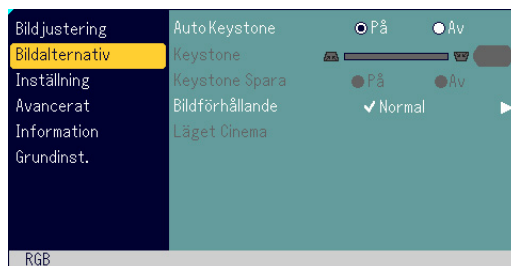 Bildjustering
Bildalternativ
Inställning
Avancerat
Information
Grundinst.
Auto Keystone På Av
Keystone
Keystone Spara På Av
Bildförhållande Normal
Läget Cinema
RGB